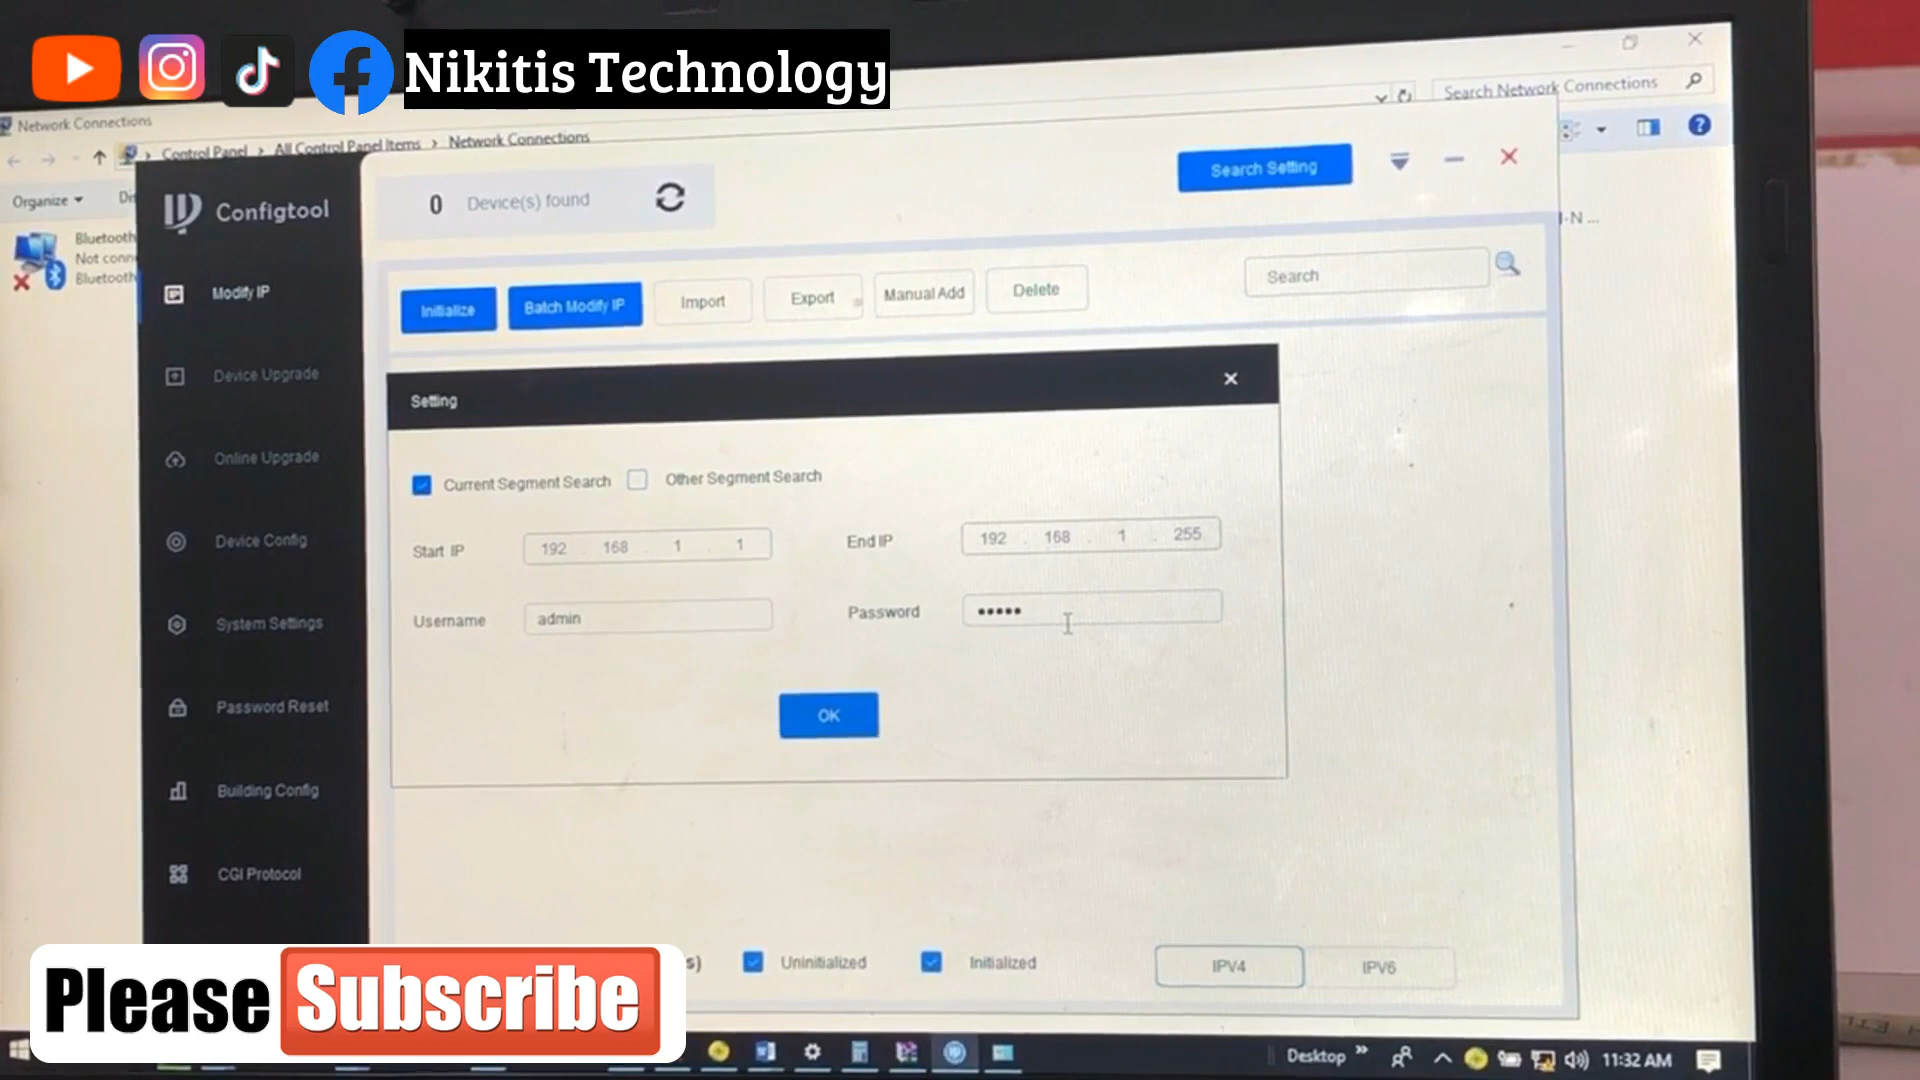 Nikitis Technology
Network Connections
Search Network Connections
Control Panel > All Control Panel Items > Network Connections
Organize
Configtool
0 Device(s) found
Search Setting
Bluetooth
Not conn
Bluetooth
Modify IP
Device Upgrade
Online Upgrade
Device Config
System Settings
Password Reset
Building Config
CGI Protocol
Initialize
Batch Modify IP
Import
Export
Manual Add
Delete
Search
Setting
Current Segment Search
Other Segment Search
Start IP 192 . 168 . 1 . 1
End IP 192 . 168 . 1 . 255
Username admin
Password •••••
OK
s)
Uninitialized
Initialized
IPV4
IPV6
Please Subscribe
Desktop
11:32 AM